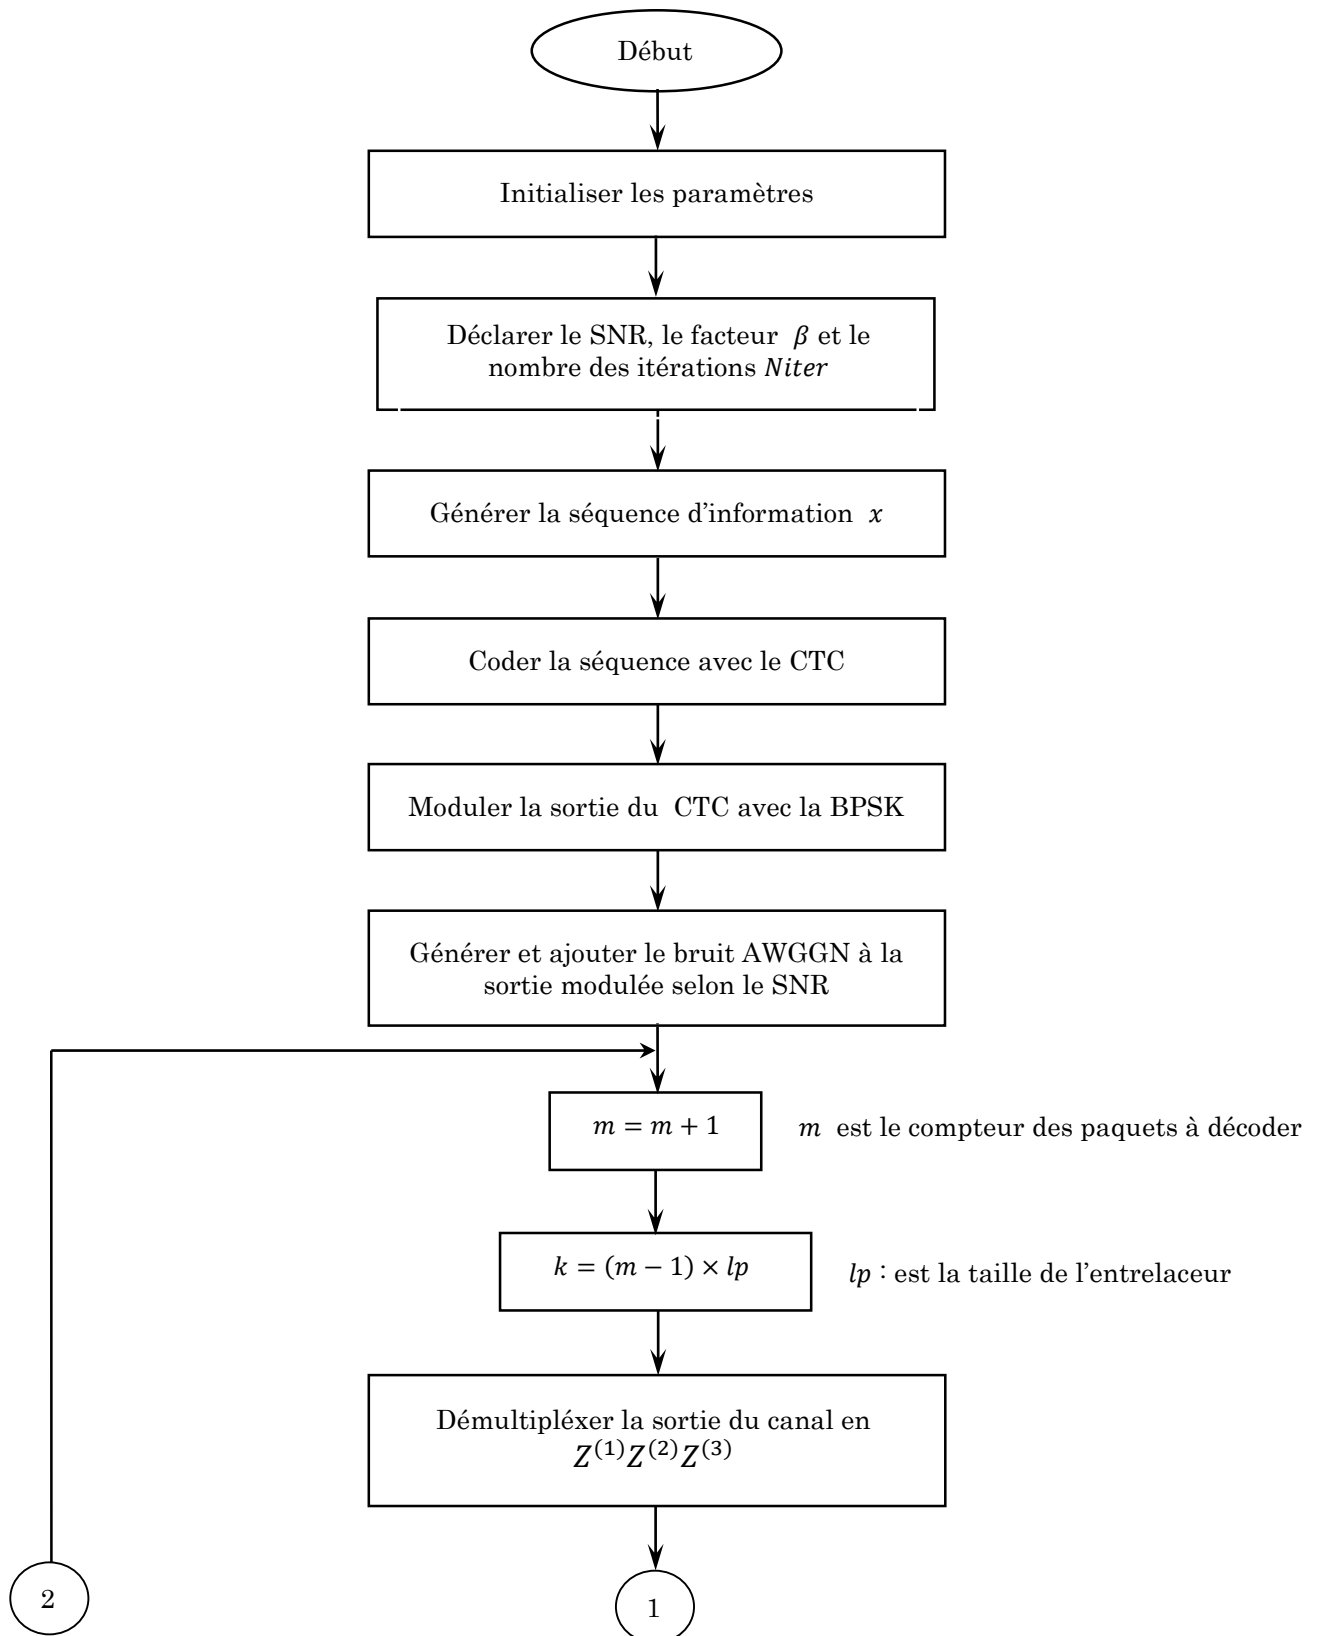 Début
Initialiser les paramètres
Déclarer le SNR, le facteur β et le
nombre des itérations Niter
Générer la séquence d'information x
Coder la séquence avec le CTC
Moduler la sortie du CTC avec la BPSK
Générer et ajouter le bruit AWGGN à la
sortie modulée selon le SNR
m = m + 1
m est le compteur des paquets à décoder
k = (m − 1) × lp
lp : est la taille de l'entrelaceur
Démultipléxer la sortie du canal en
Z^(1)Z^(2)Z^(3)
2
1